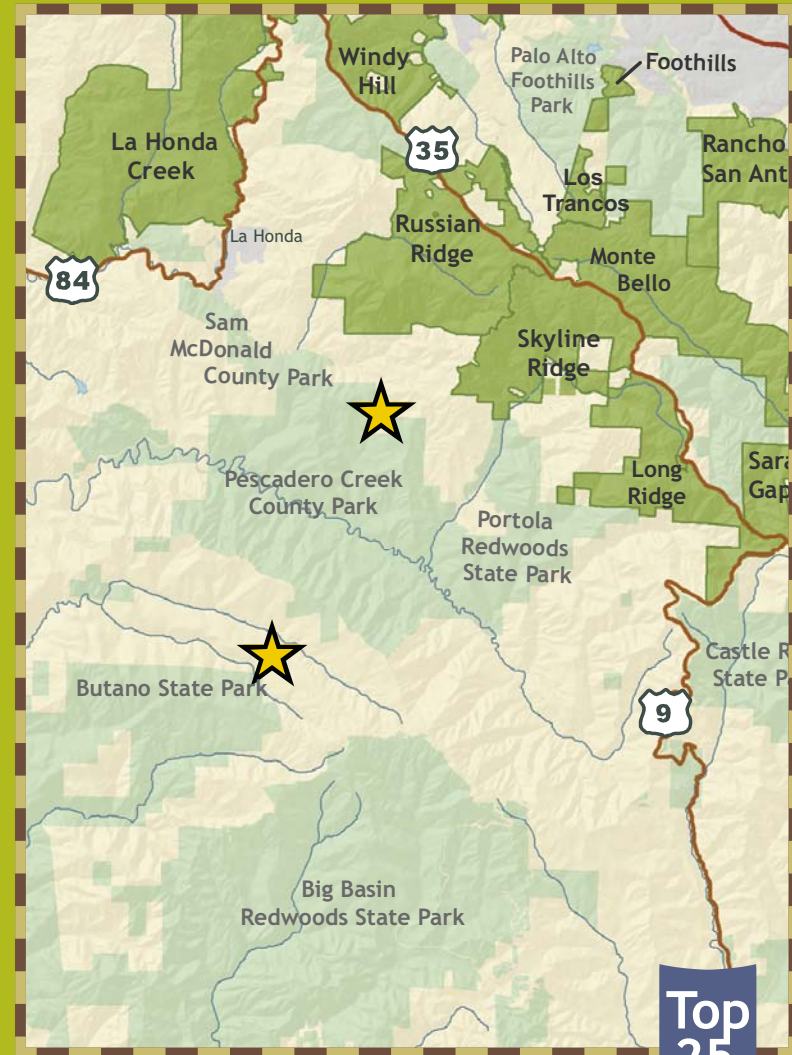 Windy
Hill
Palo Alto
Foothills
Park
Foothills
La Honda
Creek
35
Rancho
San Ant
Los
Trancos
La Honda
Russian
Ridge
Monte
Bello
84
Sam
McDonald
County Park
Skyline
Ridge
Pescadero Creek
County Park
Long
Ridge
Sara
Gap
Portola
Redwoods
State Park
Castle R
State P
Butano State Park
9
Big Basin
Redwoods State Park
Top
25